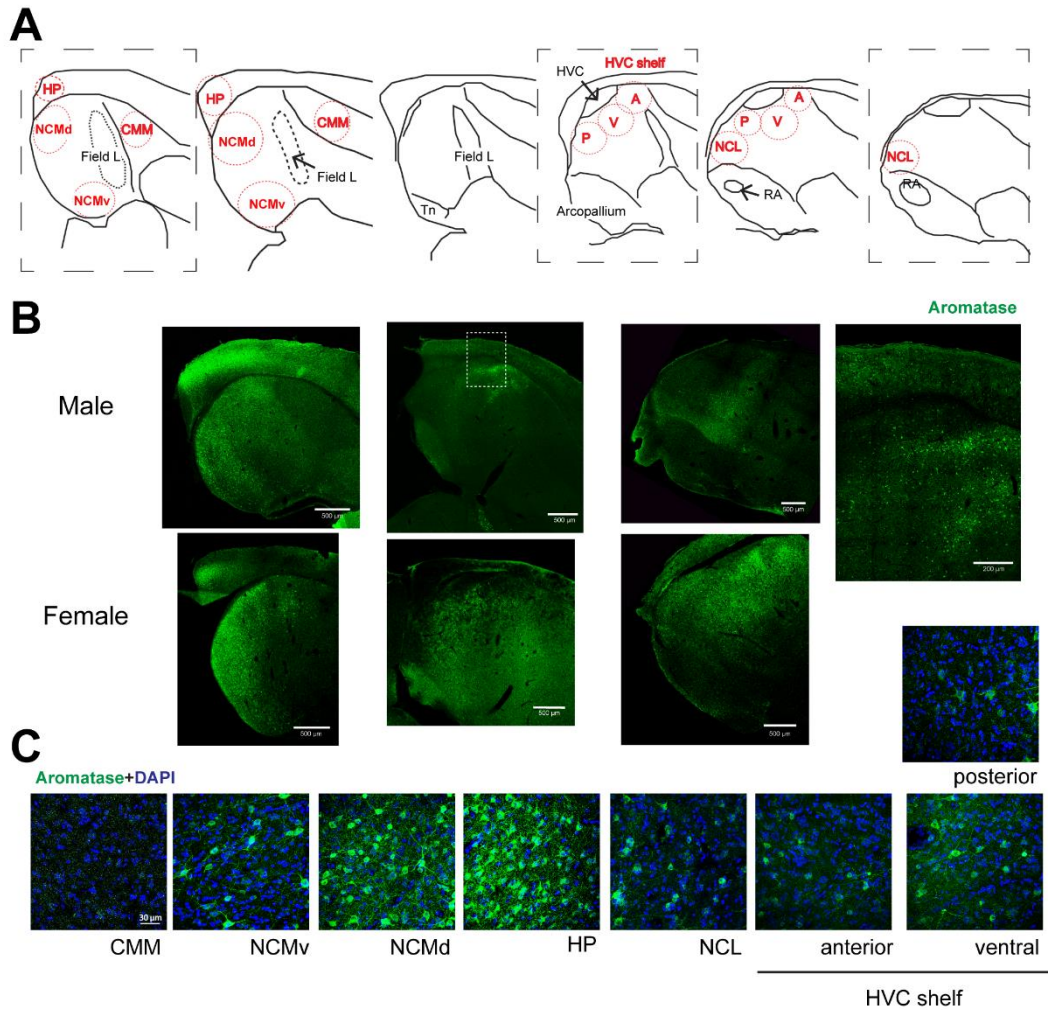 A
HP
NCMd
CMM
Field L
NCMv
HP
NCMd
CMM
Field L
NCMv
Field L
Tn
HVC
HVC shelf
A
V
P
Arcopallium
A
P
V
NCL
RA
NCL
RA
B
Aromatase
Male
500 µm
500 µm
500 µm
200 µm
Female
500 µm
500 µm
500 µm
posterior
C
Aromatase+DAPI
30 µm
CMM
NCMv
NCMd
HP
NCL
anterior
ventral
HVC shelf